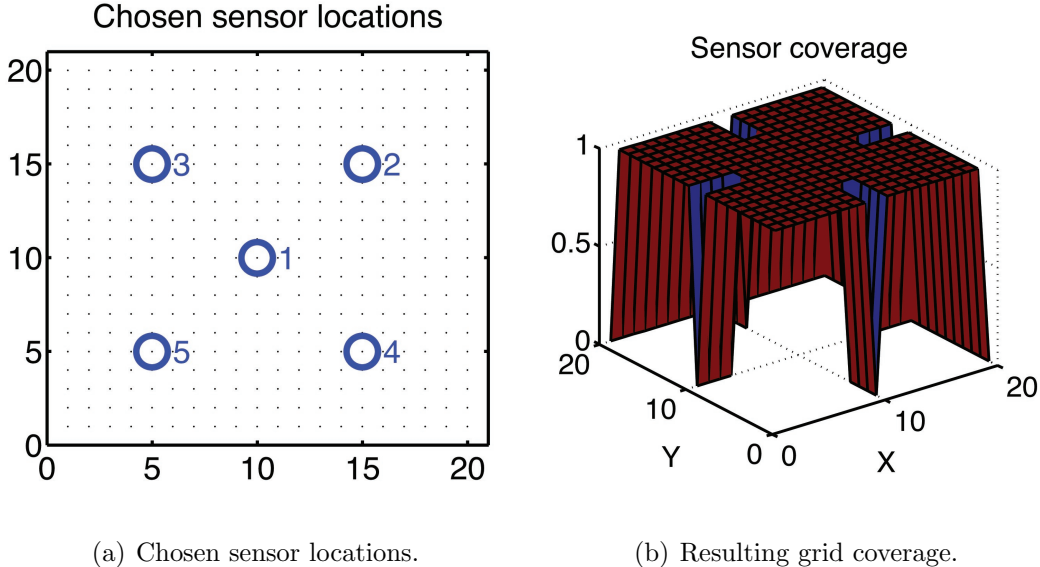 Chosen sensor locations
20
15
10
5
0
0 5 10 15 20
3
2
1
5
4
Sensor coverage
1
0.5
0
20
10
0
Y
0
10
20
X
(a) Chosen sensor locations.
(b) Resulting grid coverage.